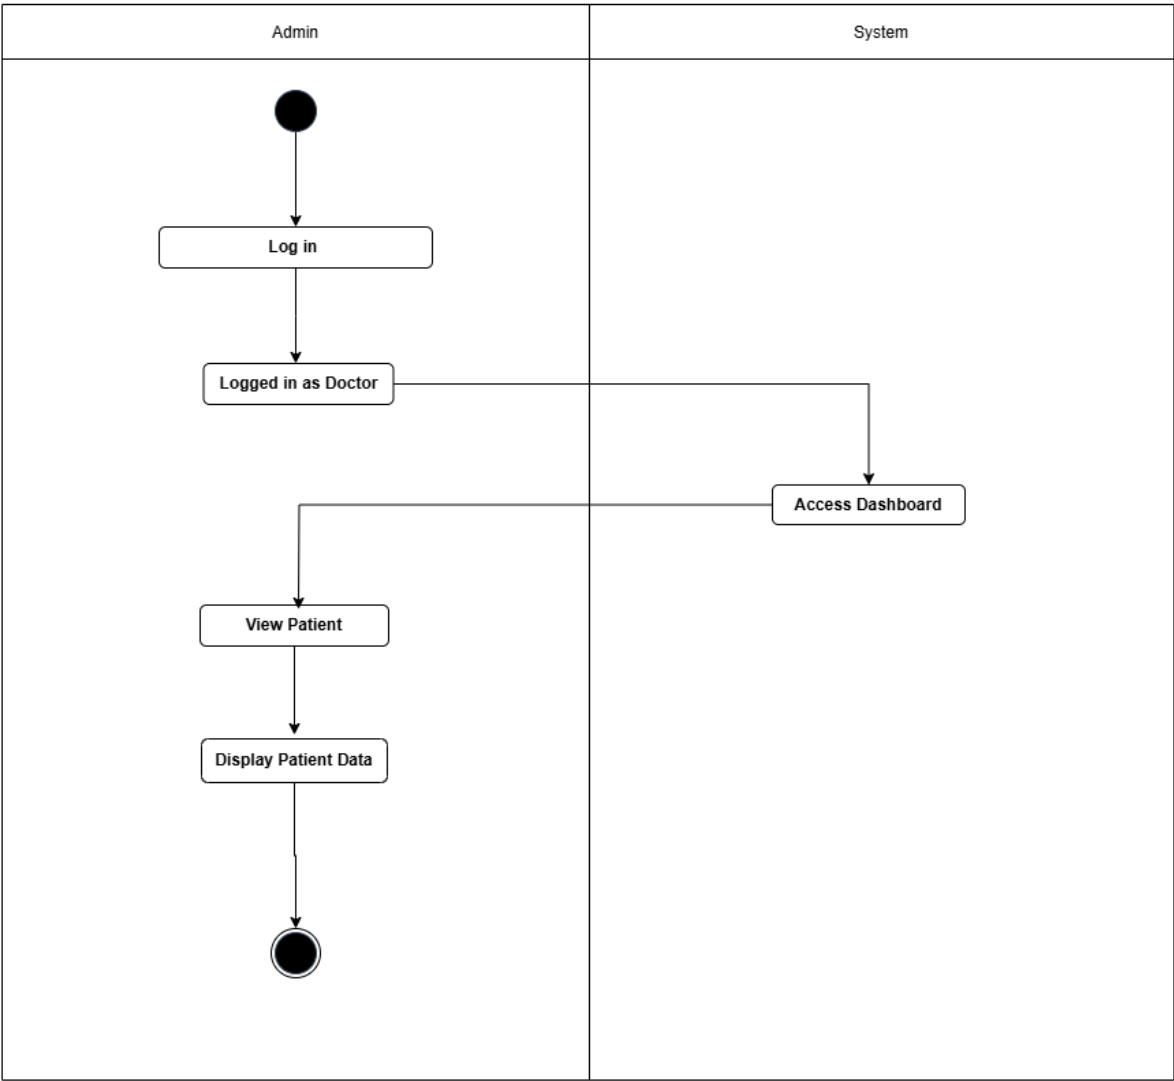 Admin
System
Log in
Logged in as Doctor
Access Dashboard
View Patient
Display Patient Data